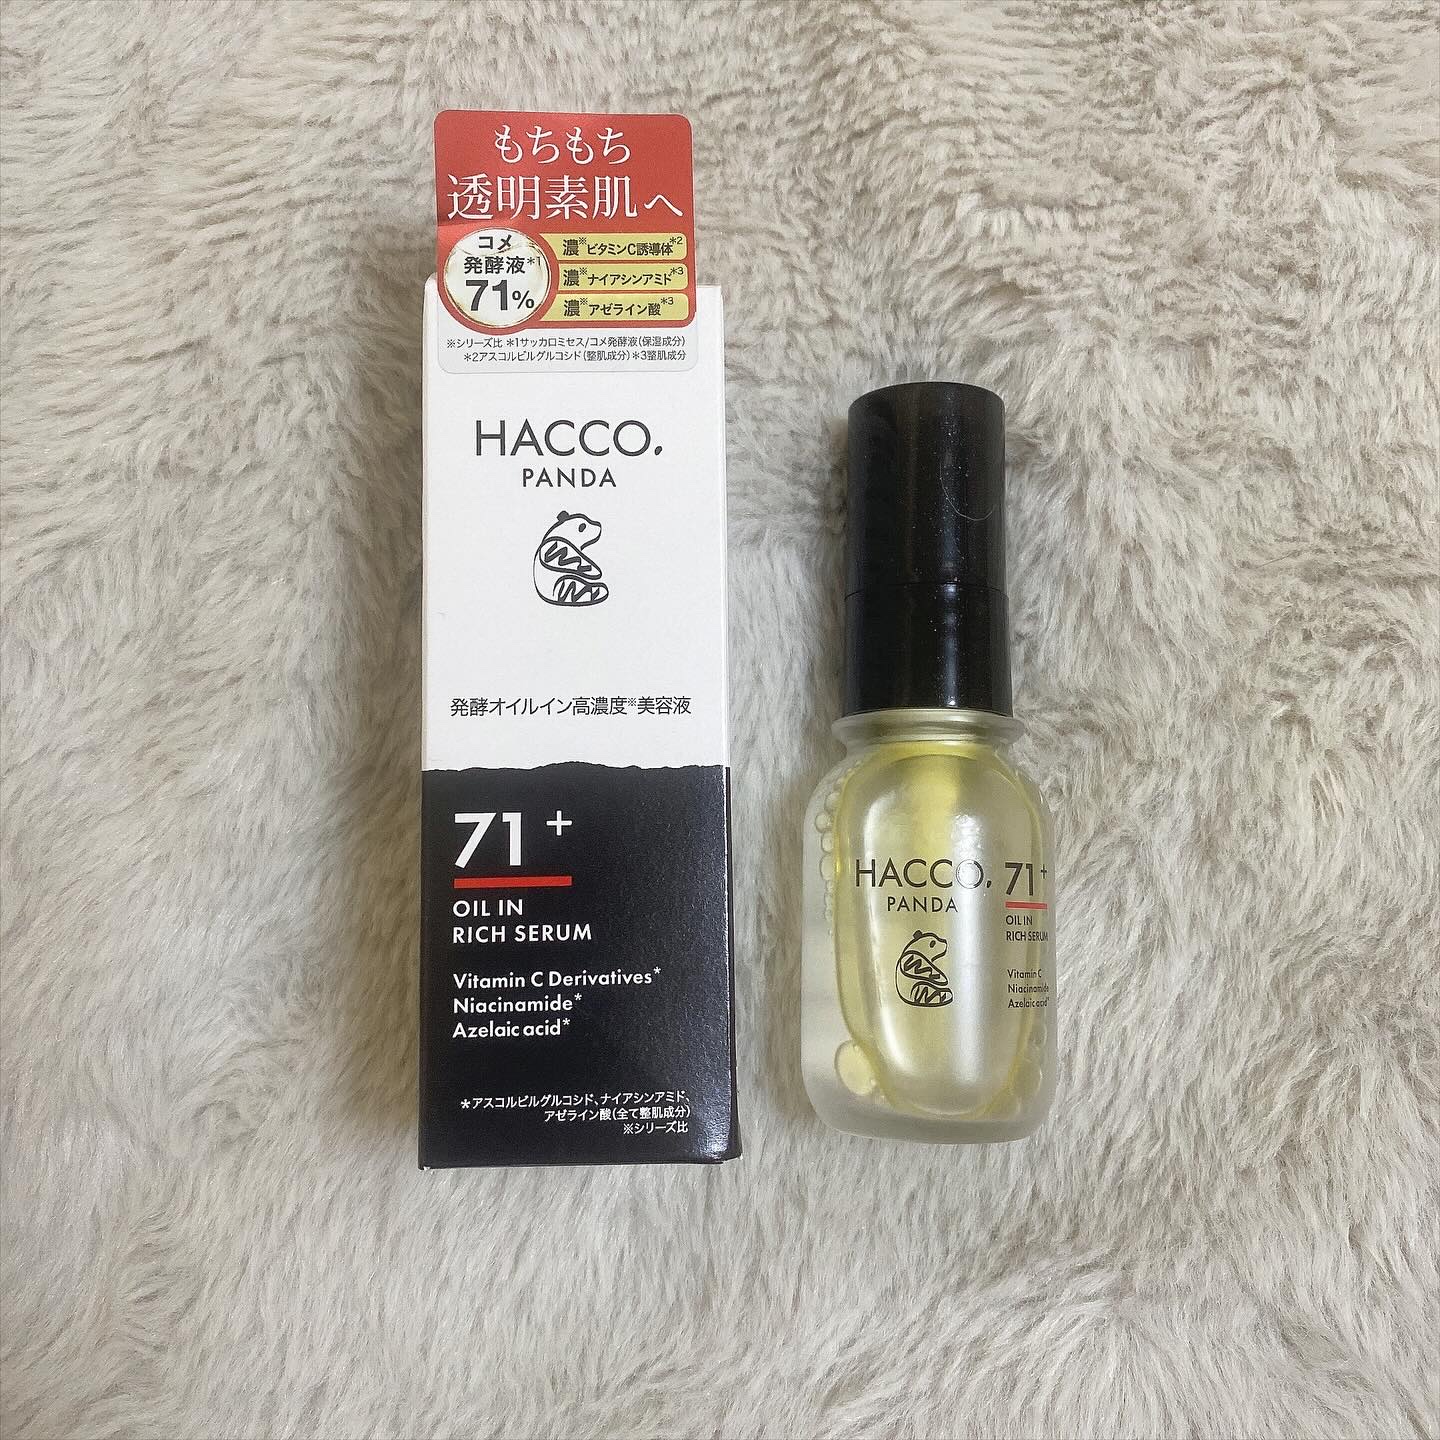 もちもち
透明素肌へ
コメ
発酵液*1
71%
濃※ビタミンC誘導体*2
濃※ナイアシンアミド*3
濃※アゼライン酸*3
※シリーズ比 *1サッカロミセス/コメ発酵液(保湿成分)
*2アスコルビルグルコシド(整肌成分)*3整肌成分
HACCO.
PANDA
発酵オイルイン高濃度※美容液
71+
OIL IN
RICH SERUM
Vitamin C Derivatives*
Niacinamide*
Azelaic acid*
*アスコルビルグルコシド、ナイアシンアミド、
アゼライン酸(全て整肌成分)
※シリーズ比
HACCO.
PANDA
71+
OIL IN
RICH SERUM
Vitamin C
Niacinamide
Azelaic acid*